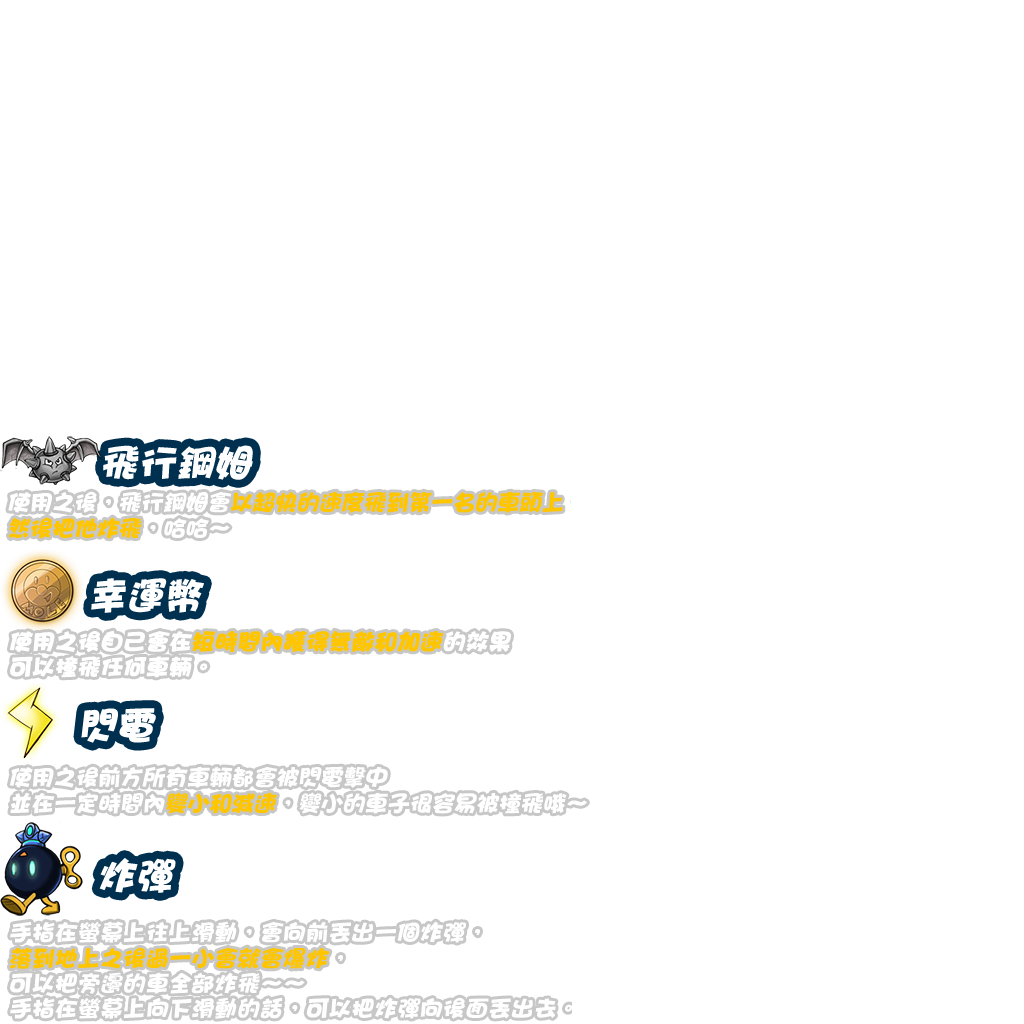 飛行鋼姆
使用之後，飛行鋼姆會以超快的速度飛到第一名的車頭上
然後把他炸飛，哈哈～
MOLE
幸運幣
使用之後自己會在短時間內獲得無敵和加速的效果
可以撞飛任何車輛。
閃電
使用之後前方所有車輛都會被閃電擊中
並在一定時間內變小和減速，變小的車子很容易被撞飛哦～
炸彈
手指在螢幕上往上滑動，會向前丟出一個炸彈，
落到地上之後過一小會就會爆炸，
可以把旁邊的車全部炸飛～～
手指在螢幕上向下滑動的話，可以把炸彈向後面丟出去。